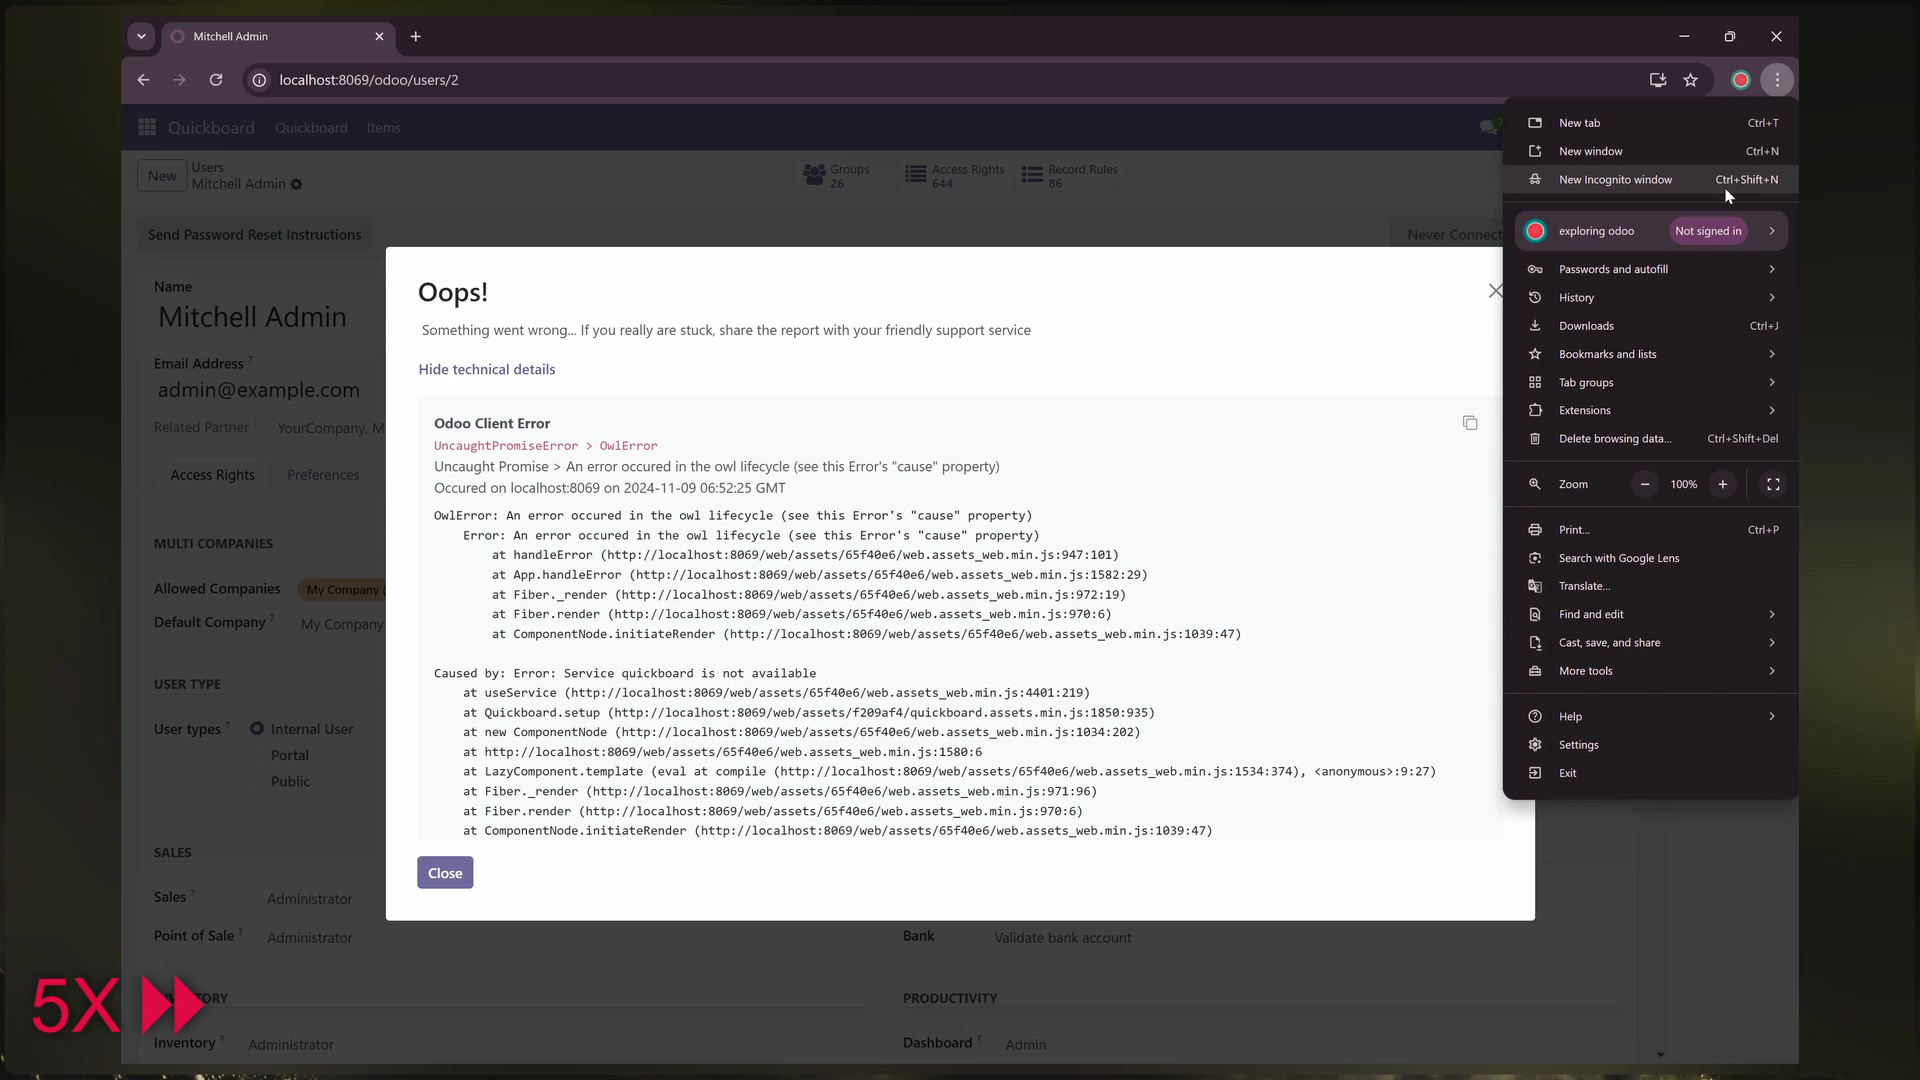 Mitchell Admin
localhost:8069/odoo/users/2
Quickboard
Quickboard
Items
New
Users
Mitchell Admin
Groups
26
Access Rights
644
Record Rules
86
Send Password Reset Instructions
Never Connect
Name
Mitchell Admin
Email Address ?
admin@example.com
Related Partner ?
YourCompany, M
Access Rights
Preferences
MULTI COMPANIES
Allowed Companies
My Company (
Default Company ?
My Company
USER TYPE
User types ?
Internal User
Portal
Public
SALES
Sales ?
Administrator
Point of Sale ?
Administrator
Bank
Validate bank account
PRODUCTIVITY
Inventory ?
Administrator
Dashboard ?
Admin
Oops!
Something went wrong... If you really are stuck, share the report with your friendly support service
Hide technical details
Odoo Client Error
UncaughtPromiseError > OwlError
Uncaught Promise > An error occured in the owl lifecycle (see this Error's "cause" property)
Occured on localhost:8069 on 2024-11-09 06:52:25 GMT
OwlError: An error occured in the owl lifecycle (see this Error's "cause" property)
Error: An error occured in the owl lifecycle (see this Error's "cause" property)
at handleError (http://localhost:8069/web/assets/65f40e6/web.assets_web.min.js:947:101)
at App.handleError (http://localhost:8069/web/assets/65f40e6/web.assets_web.min.js:1582:29)
at Fiber._render (http://localhost:8069/web/assets/65f40e6/web.assets_web.min.js:972:19)
at Fiber.render (http://localhost:8069/web/assets/65f40e6/web.assets_web.min.js:970:6)
at ComponentNode.initiateRender (http://localhost:8069/web/assets/65f40e6/web.assets_web.min.js:1039:47)
Caused by: Error: Service quickboard is not available
at useService (http://localhost:8069/web/assets/65f40e6/web.assets_web.min.js:4401:219)
at Quickboard.setup (http://localhost:8069/web/assets/f209af4/quickboard.assets.min.js:1850:935)
at new ComponentNode (http://localhost:8069/web/assets/65f40e6/web.assets_web.min.js:1034:202)
at http://localhost:8069/web/assets/65f40e6/web.assets_web.min.js:1580:6
at LazyComponent.template (eval at compile (http://localhost:8069/web/assets/65f40e6/web.assets_web.min.js:1534:374), <anonymous>:9:27)
at Fiber._render (http://localhost:8069/web/assets/65f40e6/web.assets_web.min.js:971:96)
at Fiber.render (http://localhost:8069/web/assets/65f40e6/web.assets_web.min.js:970:6)
at ComponentNode.initiateRender (http://localhost:8069/web/assets/65f40e6/web.assets_web.min.js:1039:47)
Close
New tab Ctrl+T
New window Ctrl+N
New Incognito window Ctrl+Shift+N
exploring odoo Not signed in
Passwords and autofill
History
Downloads Ctrl+J
Bookmarks and lists
Tab groups
Extensions
Delete browsing data... Ctrl+Shift+Del
Zoom 100%
Print... Ctrl+P
Search with Google Lens
Translate...
Find and edit
Cast, save, and share
More tools
Help
Settings
Exit
5X